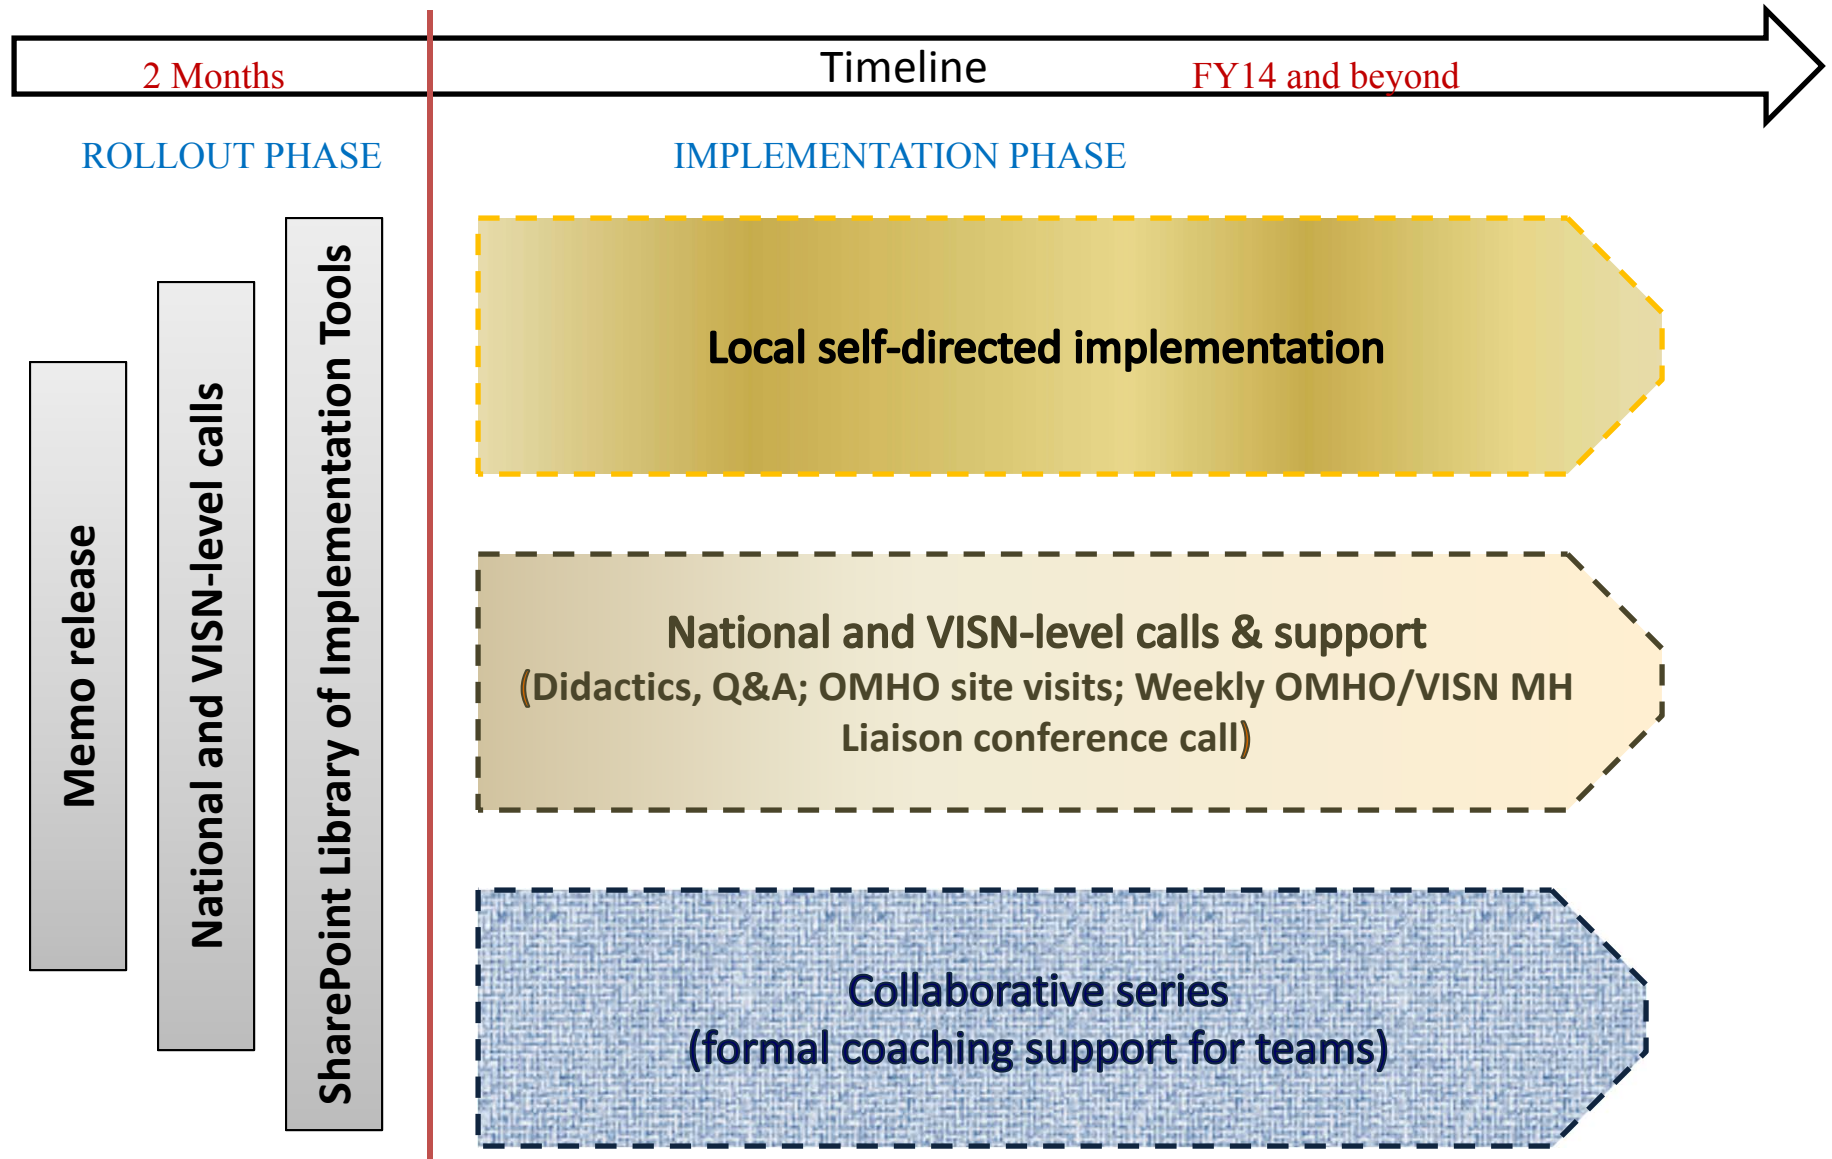 Timeline
2 Months
FY14 and beyond
ROLLOUT PHASE
IMPLEMENTATION PHASE
Memo release
National and VISN-level calls
SharePoint Library of Implementation Tools
Local self-directed implementation
National and VISN-level calls & support
(Didactics, Q&A; OMHO site visits; Weekly OMHO/VISN MH
Liaison conference call)
Collaborative series
(formal coaching support for teams)